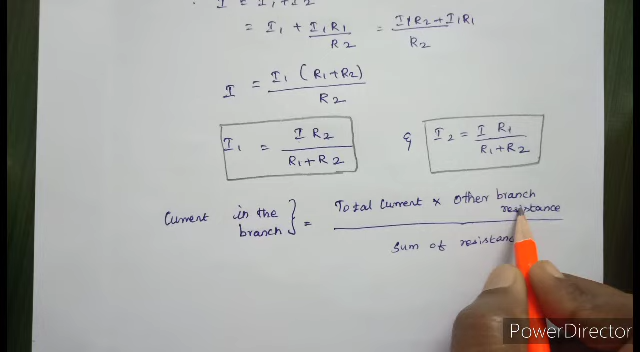 = I₁ + I₁R₁ / R₂ = I₁R₂ + I₁R₁ / R₂
I = I₁ (R₁+R₂) / R₂
I₁ = I R₂ / R₁+R₂ & I₂ = I R₁ / R₁+R₂
Current in the branch } = Total Current × other branch resistance / Sum of resistanc
PowerDirector